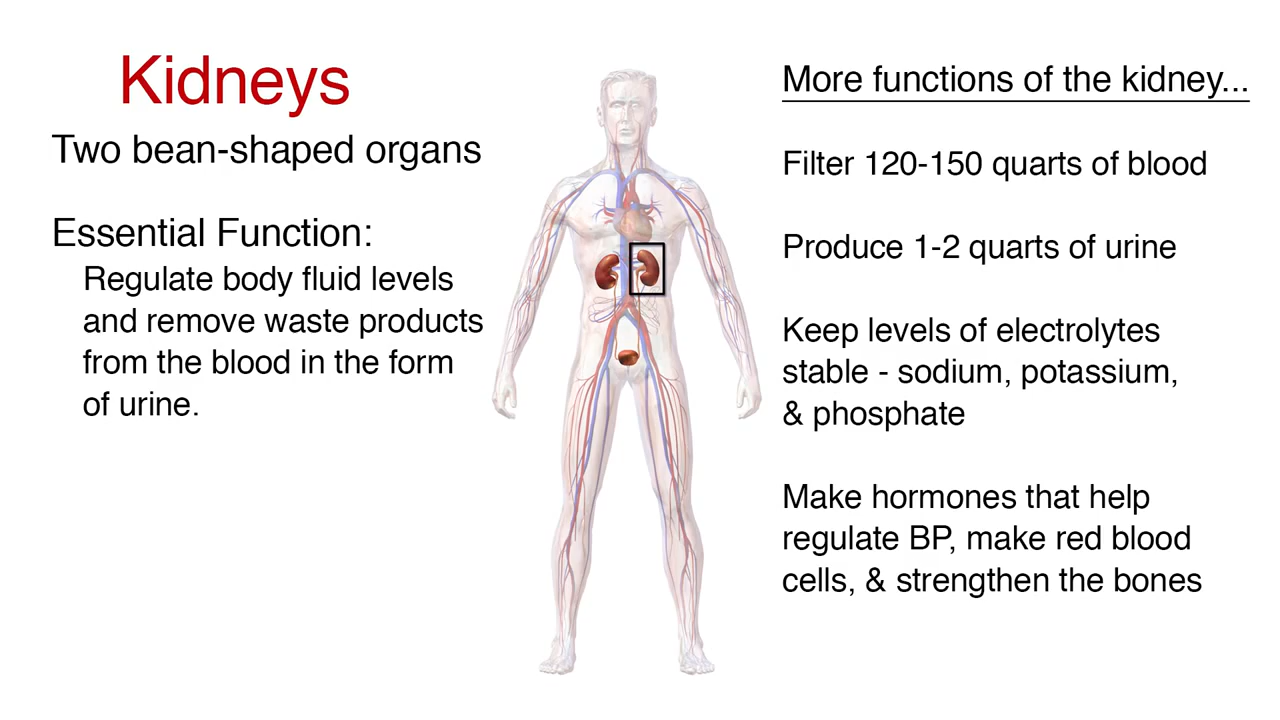 Kidneys
Two bean-shaped organs
Essential Function:
Regulate body fluid levels
and remove waste products
from the blood in the form
of urine.
More functions of the kidney...
Filter 120-150 quarts of blood
Produce 1-2 quarts of urine
Keep levels of electrolytes
stable - sodium, potassium,
& phosphate
Make hormones that help
regulate BP, make red blood
cells, & strengthen the bones